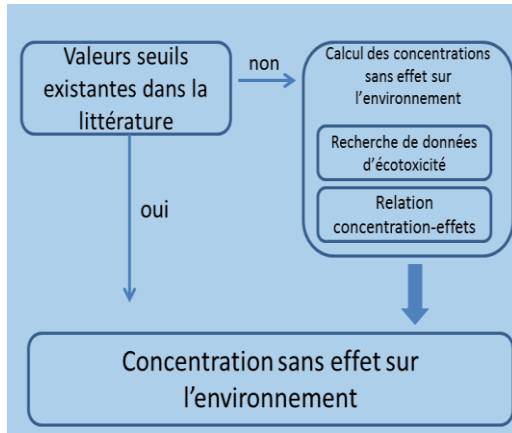 Valeurs seuils
existantes dans la
littérature
non
Calcul des concentrations
sans effet sur
l'environnement
Recherche de données
d'écotoxicité
Relation
concentration-effets
oui
Concentration sans effet sur
l'environnement